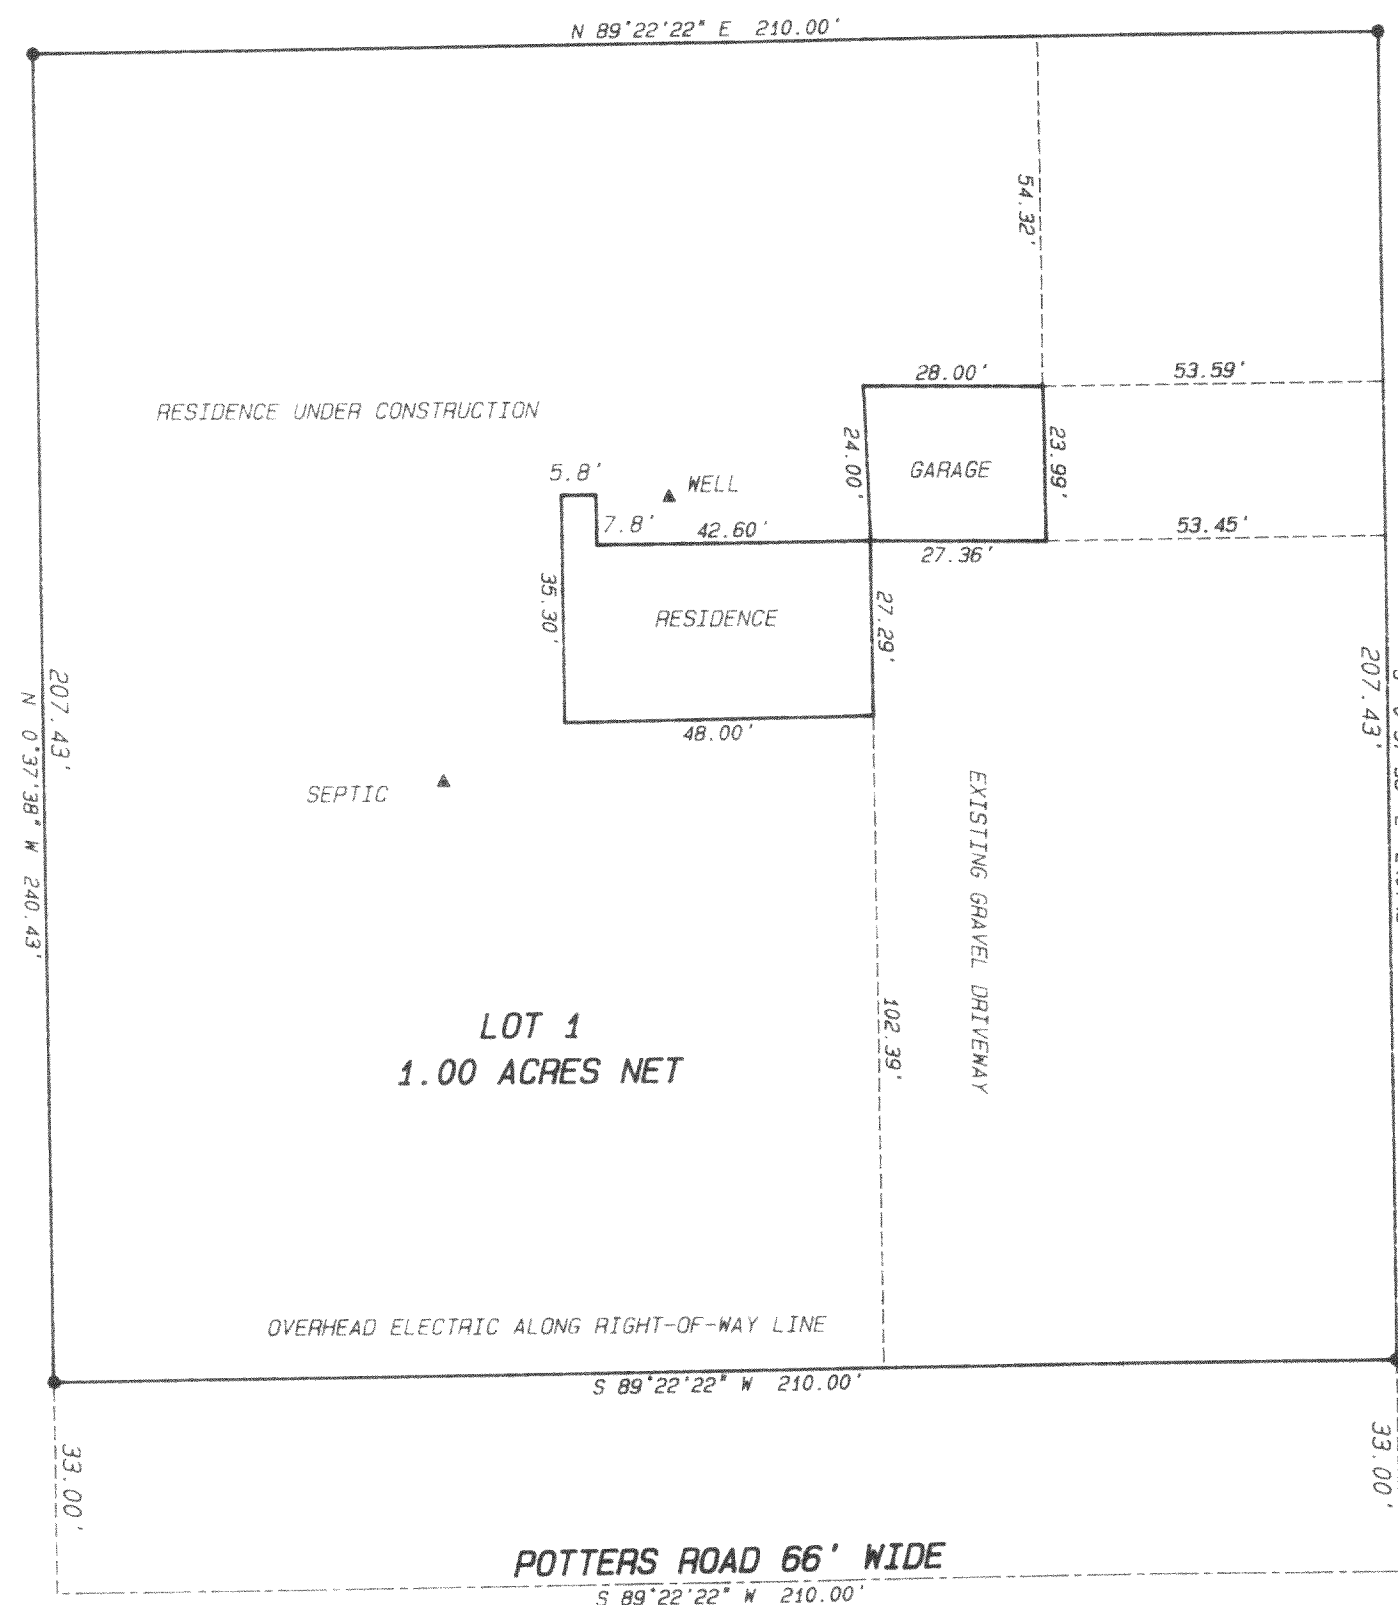 N 89°22'22" E 210.00'
54.32'
28.00'
53.59'
RESIDENCE UNDER CONSTRUCTION
24.00'
GARAGE
23.99'
5.8'
WELL
7.8'
42.60'
27.36'
53.45'
35.30'
RESIDENCE
27.29'
48.00'
207.43'
N 0°37'38" W 240.43'
207.43'
SEPTIC
EXISTING GRAVEL DRIVEWAY
102.39'
LOT 1
1.00 ACRES NET
OVERHEAD ELECTRIC ALONG RIGHT-OF-WAY LINE
S 89°22'22" W 210.00'
33.00'
33.00'
POTTERS ROAD 66' WIDE
S 89°22'22" W 210.00'